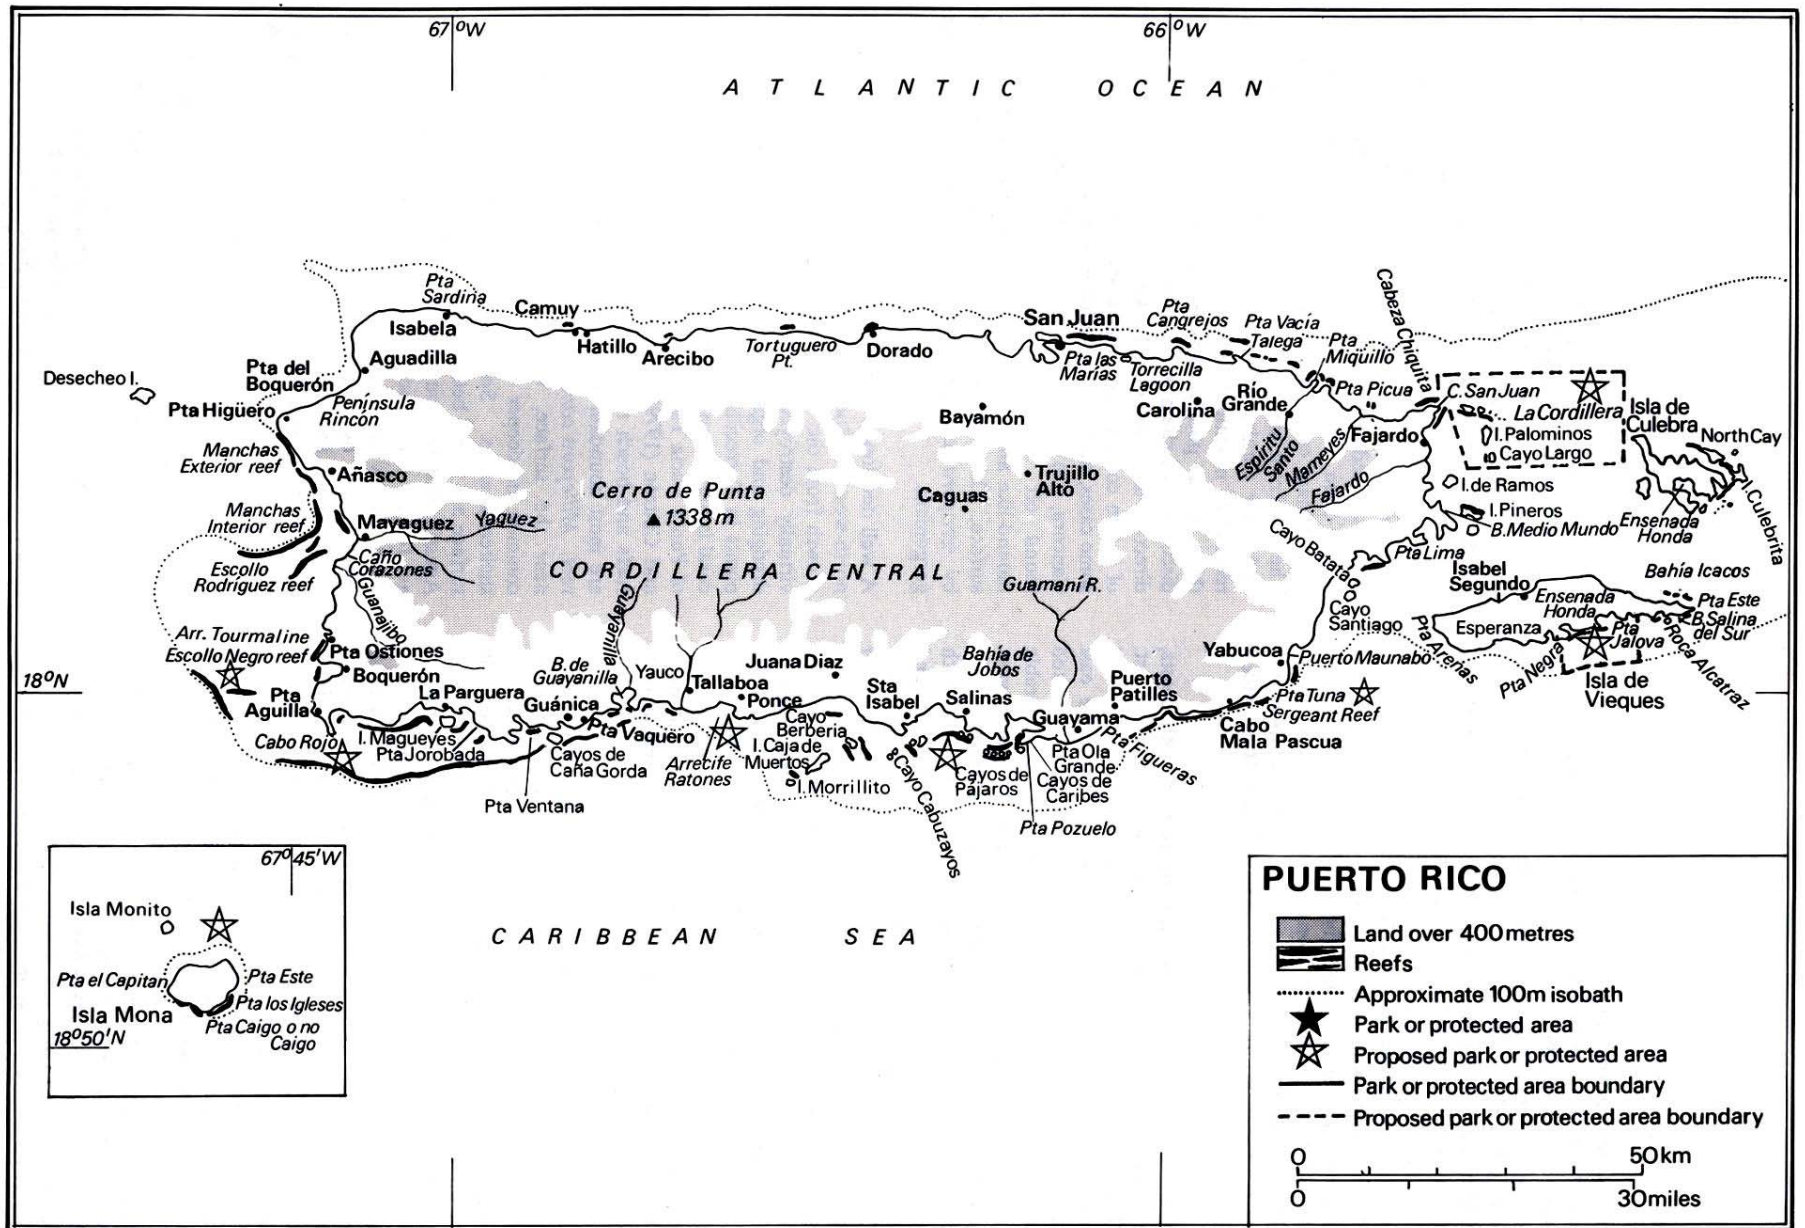 67°W
66°W
ATLANTIC OCEAN
Pta
Sardina
Camuy
Isabela
Hatillo
Arecibo
Tortuguero
Pt.
Dorado
San Juan
Pta las
Marías
Pta
Cangrejos
Torrecilla
Lagoon
Pta Vacía
Talega
Pta
Miquillo
Cabeza Chiquita
Pta Picua
C. San Juan
La Cordillera
I. Palominos
Cayo Largo
Isla de
Culebra
North Cay
I. Culebrita
Ensenada
Honda
Desecheo I.
Pta del
Boquerón
Aguadilla
Pta Higüero
Península
Rincón
Manchas
Exterior reef
Añasco
Manchas
Interior reef
Mayaguez
Yaguez
Escollo
Rodríguez reef
Caño
Corazones
Guanajibo
Cerro de Punta
1338m
CORDILLERA CENTRAL
Bayamón
Carolina
Río
Grande
Trujillo
Alto
Caguas
Espíritu
Santo
Mameyes
Fajardo
Fajardo
I. de Ramos
I. Pineros
B. Medio Mundo
Cayo Batata
Pta Lima
Cayo
Santiago
Isabel
Segundo
Bahía Icacos
Ensenada
Honda
Pta Este
B. Salina
del Sur
Esperanza
Pta
Jalova
Roca Alcatraz
Pta Arenas
Pta Negra
Isla de
Vieques
Arr. Tourmaline
Escollo Negro reef
Pta Ostiones
Boquerón
18°N
Pta
Aguilla
Cabo Rojo
La Parguera
I. Magueyes
Pta Jorobada
Guánica
B. de
Guayanilla
Guayanilla
Pta Vaquero
Cayos de
Caña Gorda
Pta Ventana
Yauco
Tallaboa
Ponce
Juana Diaz
Arrecife
Ratones
Cayo
Berberia
I. Caja de
Muertos
I. Morrillito
Sta
Isabel
Salinas
Bahía de
Jobos
Guamaní R.
Cayo Cabuzayos
Cayos de
Pájaros
Guayama
Pta Ola
Grande
Cayos de
Caribes
Pta Pozuelo
Puerto
Patilles
Pta Figueras
Yabucoa
Puerto Maunabo
Pta Tuna
Sergeant Reef
Cabo
Mala Pascua
CARIBBEAN SEA
67°45'W
Isla Monito
Pta el Capitan
Pta Este
Pta los Igleses
Isla Mona
Pta Caigo o no
Caigo
18°50'N
PUERTO RICO
Land over 400 metres
Reefs
Approximate 100m isobath
Park or protected area
Proposed park or protected area
Park or protected area boundary
Proposed park or protected area boundary
0 50km
0 30miles